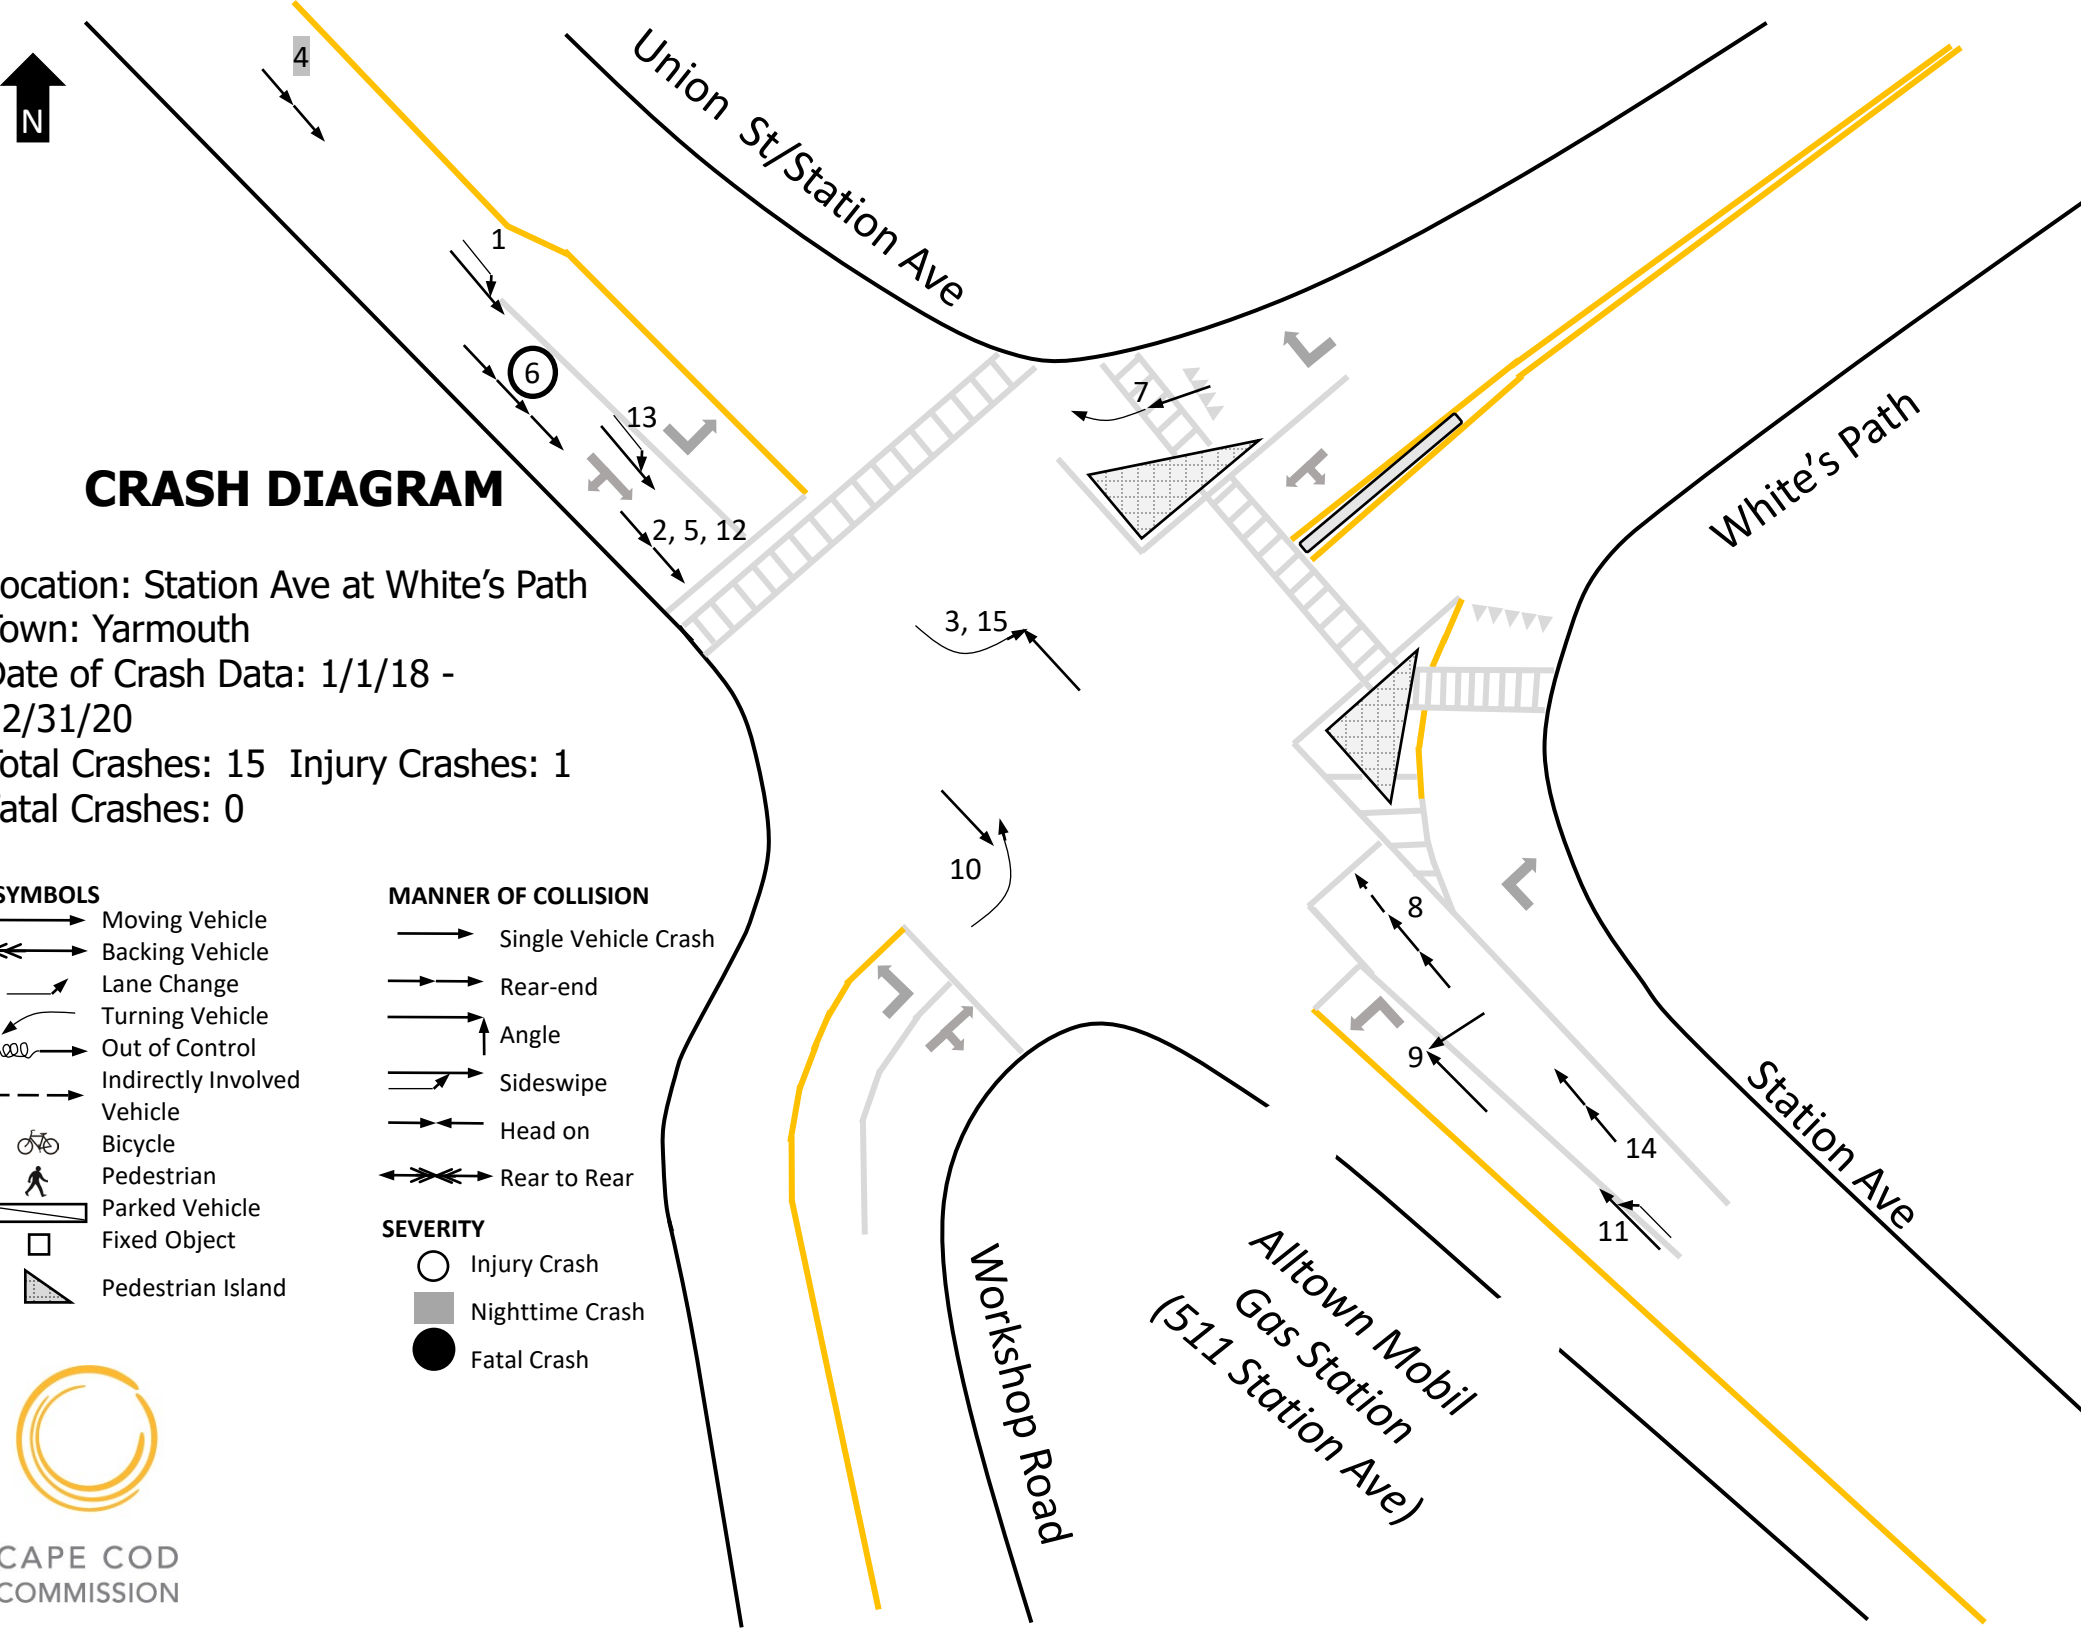 4
N
Union St/Station Ave
1
6
13
7
2, 5, 12
White's Path
CRASH DIAGRAM
ocation: Station Ave at White's Path
own: Yarmouth
Date of Crash Data: 1/1/18 -
2/31/20
Total Crashes: 15 Injury Crashes: 1
atal Crashes: 0
3, 15
10
8
9
14
11
Station Ave
SYMBOLS
Moving Vehicle
Backing Vehicle
Lane Change
Turning Vehicle
Out of Control
Indirectly Involved
Vehicle
Bicycle
Pedestrian
Parked Vehicle
Fixed Object
Pedestrian Island
MANNER OF COLLISION
Single Vehicle Crash
Rear-end
Angle
Sideswipe
Head on
Rear to Rear
SEVERITY
Injury Crash
Nighttime Crash
Fatal Crash
Workshop Road
Alltown Mobil
Gas Station
(511 Station Ave)
CAPE COD
COMMISSION